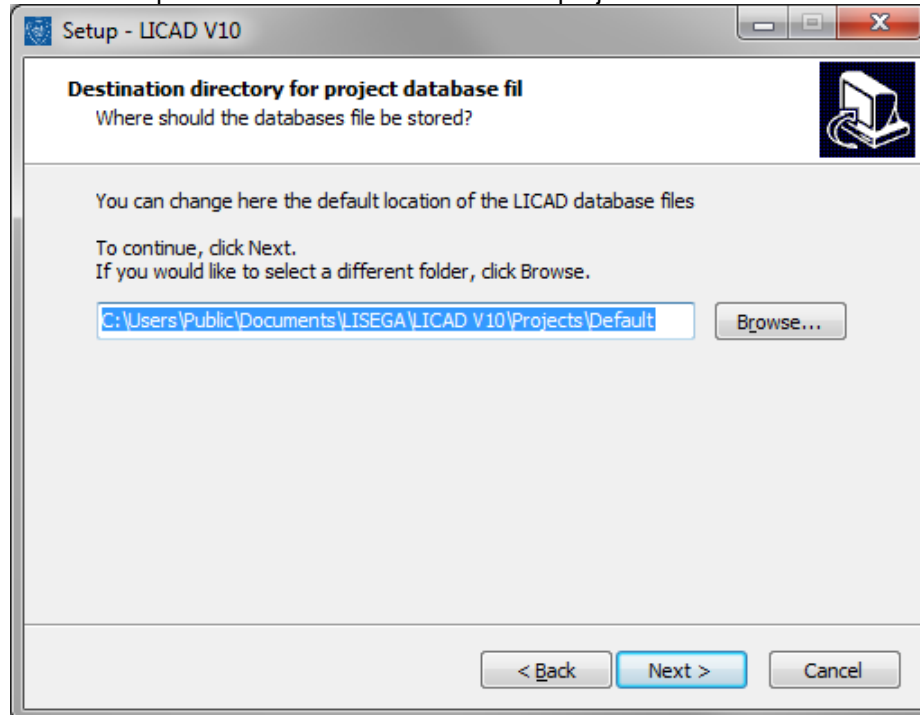 Setup - LICAD V10
Destination directory for project database fil
Where should the databases file be stored?
You can change here the default location of the LICAD database files
To continue, click Next.
If you would like to select a different folder, click Browse.
C:\Users\Public\Documents\LISEGA\LICAD V10\Projects\Default
Browse...
< Back
Next >
Cancel